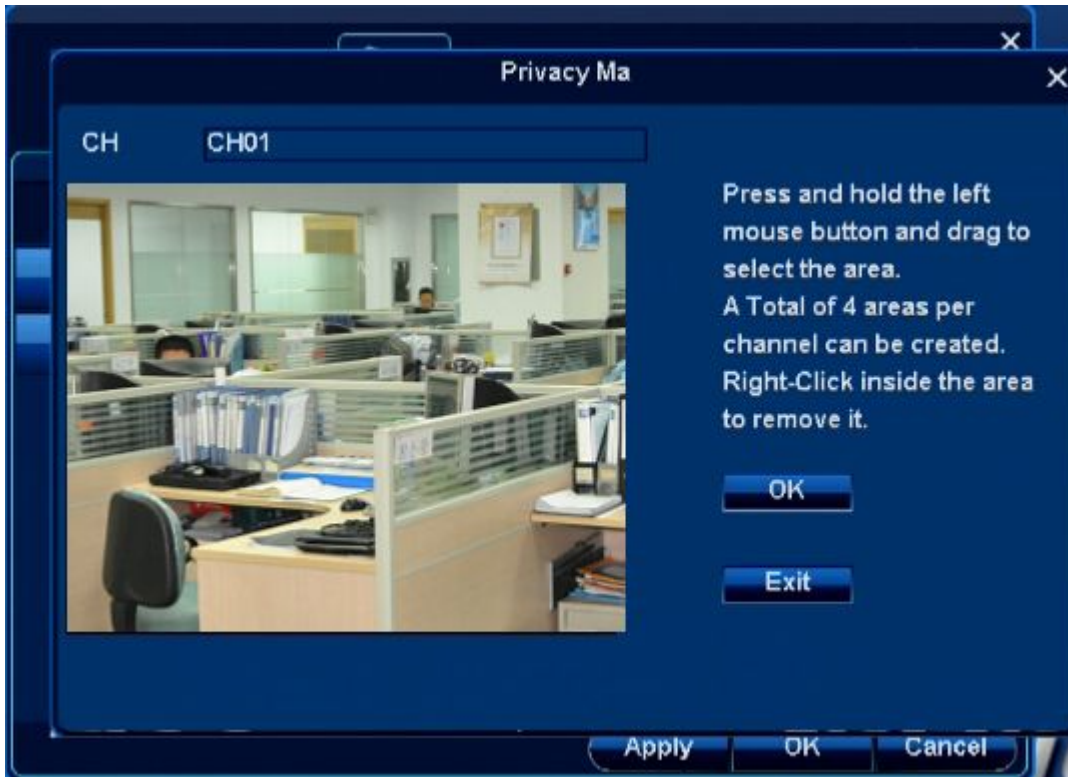 Privacy Ma
CH CH01
Press and hold the left
mouse button and drag to
select the area.
A Total of 4 areas per
channel can be created.
Right-Click inside the area
to remove it.
OK
Exit
Apply OK Cancel